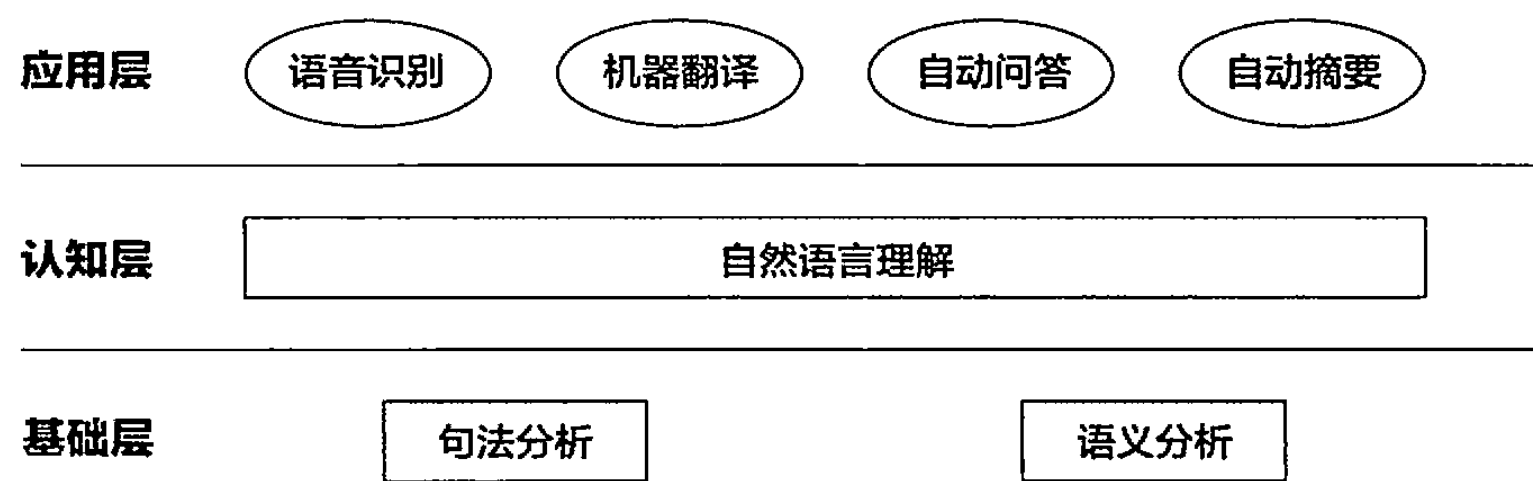 应用层 语音识别 机器翻译 自动问答 自动摘要
认知层 自然语言理解
基础层 句法分析 语义分析